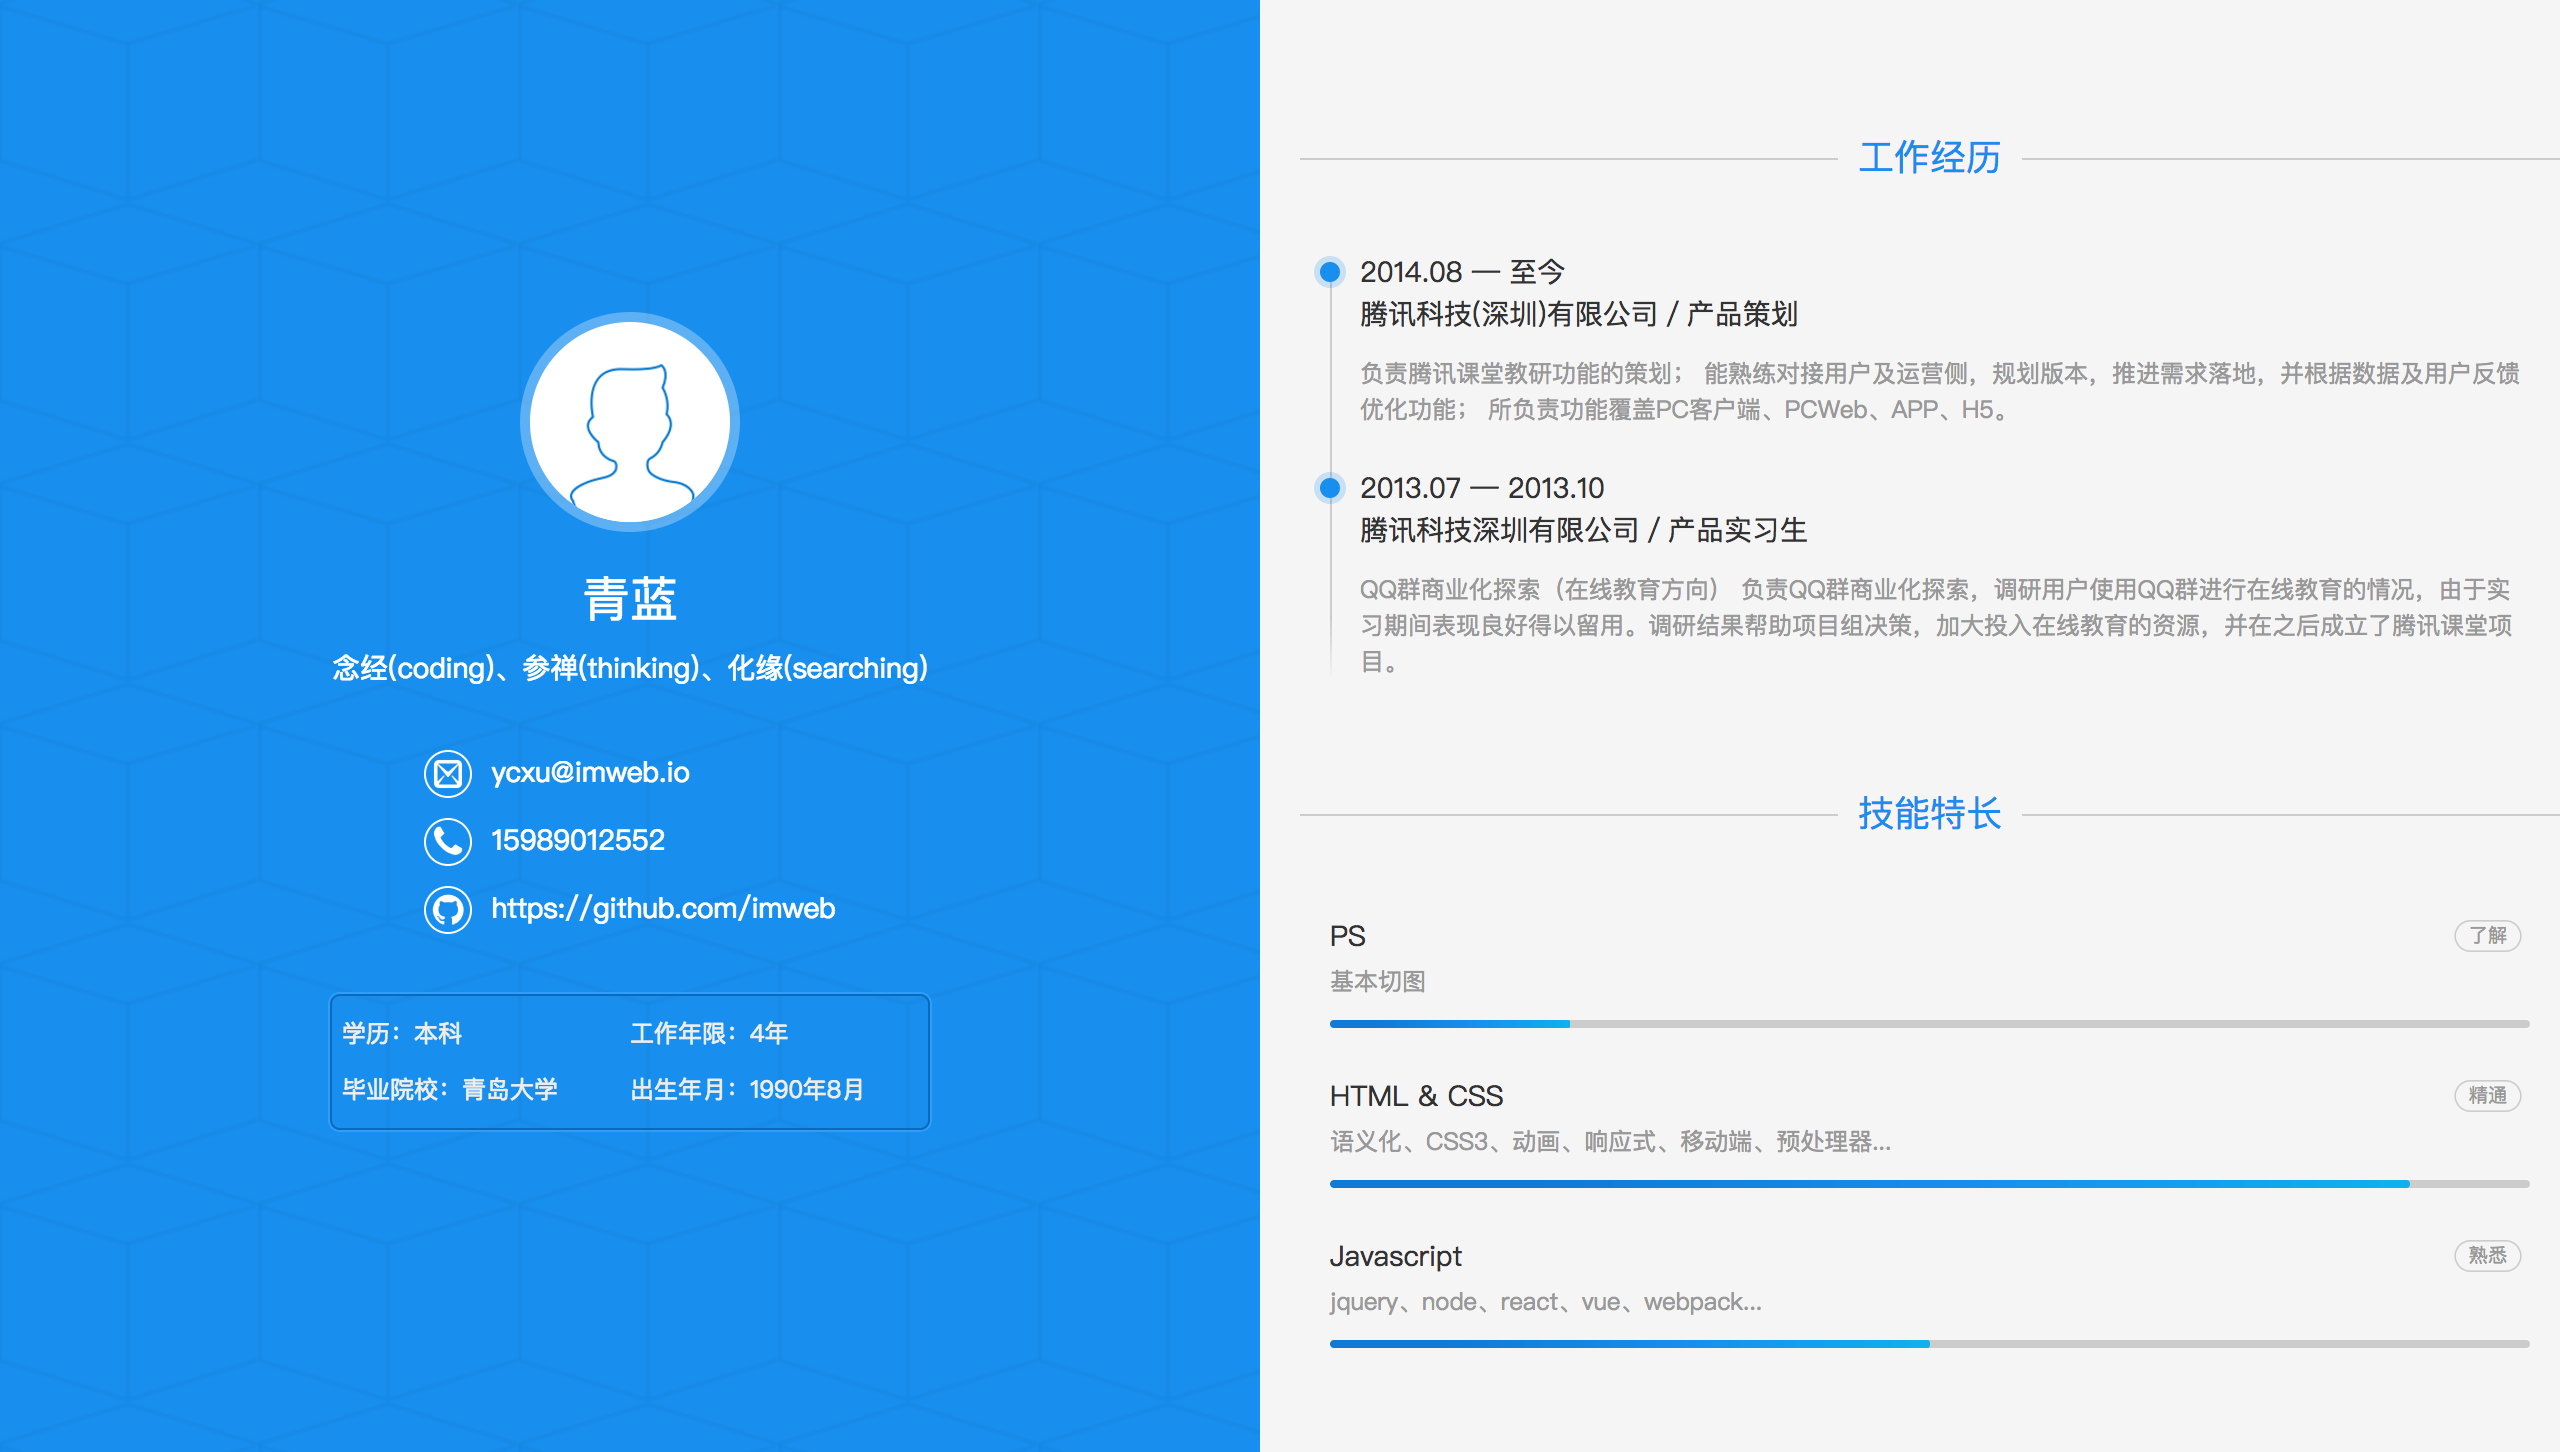 青蓝
念经(coding)、参禅(thinking)、化缘(searching)
ycxu@imweb.io
15989012552
https://github.com/imweb
学历：本科
工作年限：4年
毕业院校：青岛大学
出生年月：1990年8月
工作经历
2014.08 — 至今
腾讯科技(深圳)有限公司 / 产品策划
负责腾讯课堂教研功能的策划； 能熟练对接用户及运营侧，规划版本，推进需求落地，并根据数据及用户反馈
优化功能； 所负责功能覆盖PC客户端、PCWeb、APP、H5。
2013.07 — 2013.10
腾讯科技深圳有限公司 / 产品实习生
QQ群商业化探索（在线教育方向） 负责QQ群商业化探索，调研用户使用QQ群进行在线教育的情况，由于实
习期间表现良好得以留用。调研结果帮助项目组决策，加大投入在线教育的资源，并在之后成立了腾讯课堂项
目。
技能特长
PS
了解
基本切图
HTML & CSS
精通
语义化、CSS3、动画、响应式、移动端、预处理器...
Javascript
熟悉
jquery、node、react、vue、webpack...